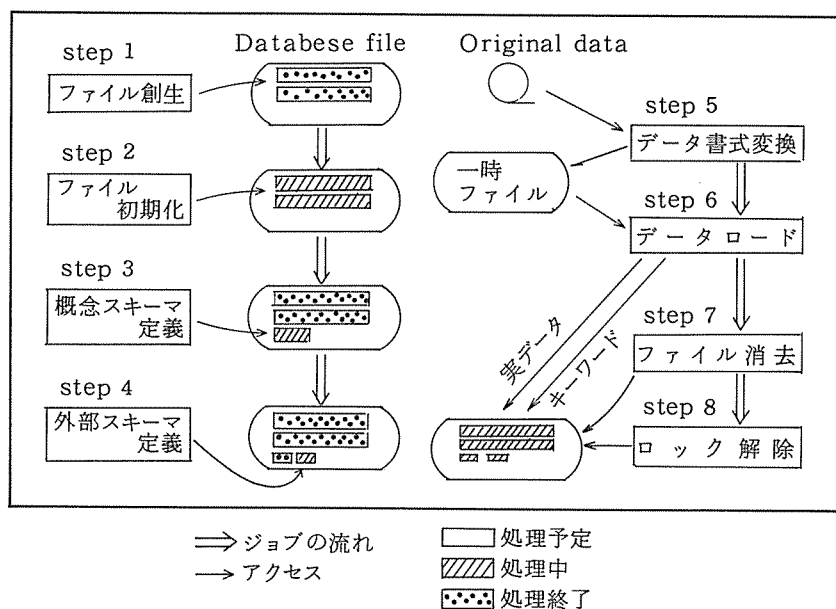 Databese file
Original data
step 1
ファイル創生
step 2
ファイル
初期化
step 3
概念スキーマ
定義
step 4
外部スキーマ
定義
step 5
データ書式変換
一時
ファイル
step 6
データロード
実データ
キーワード
step 7
ファイル消去
step 8
ロック解除
ジョブの流れ
アクセス
処理予定
処理中
処理終了